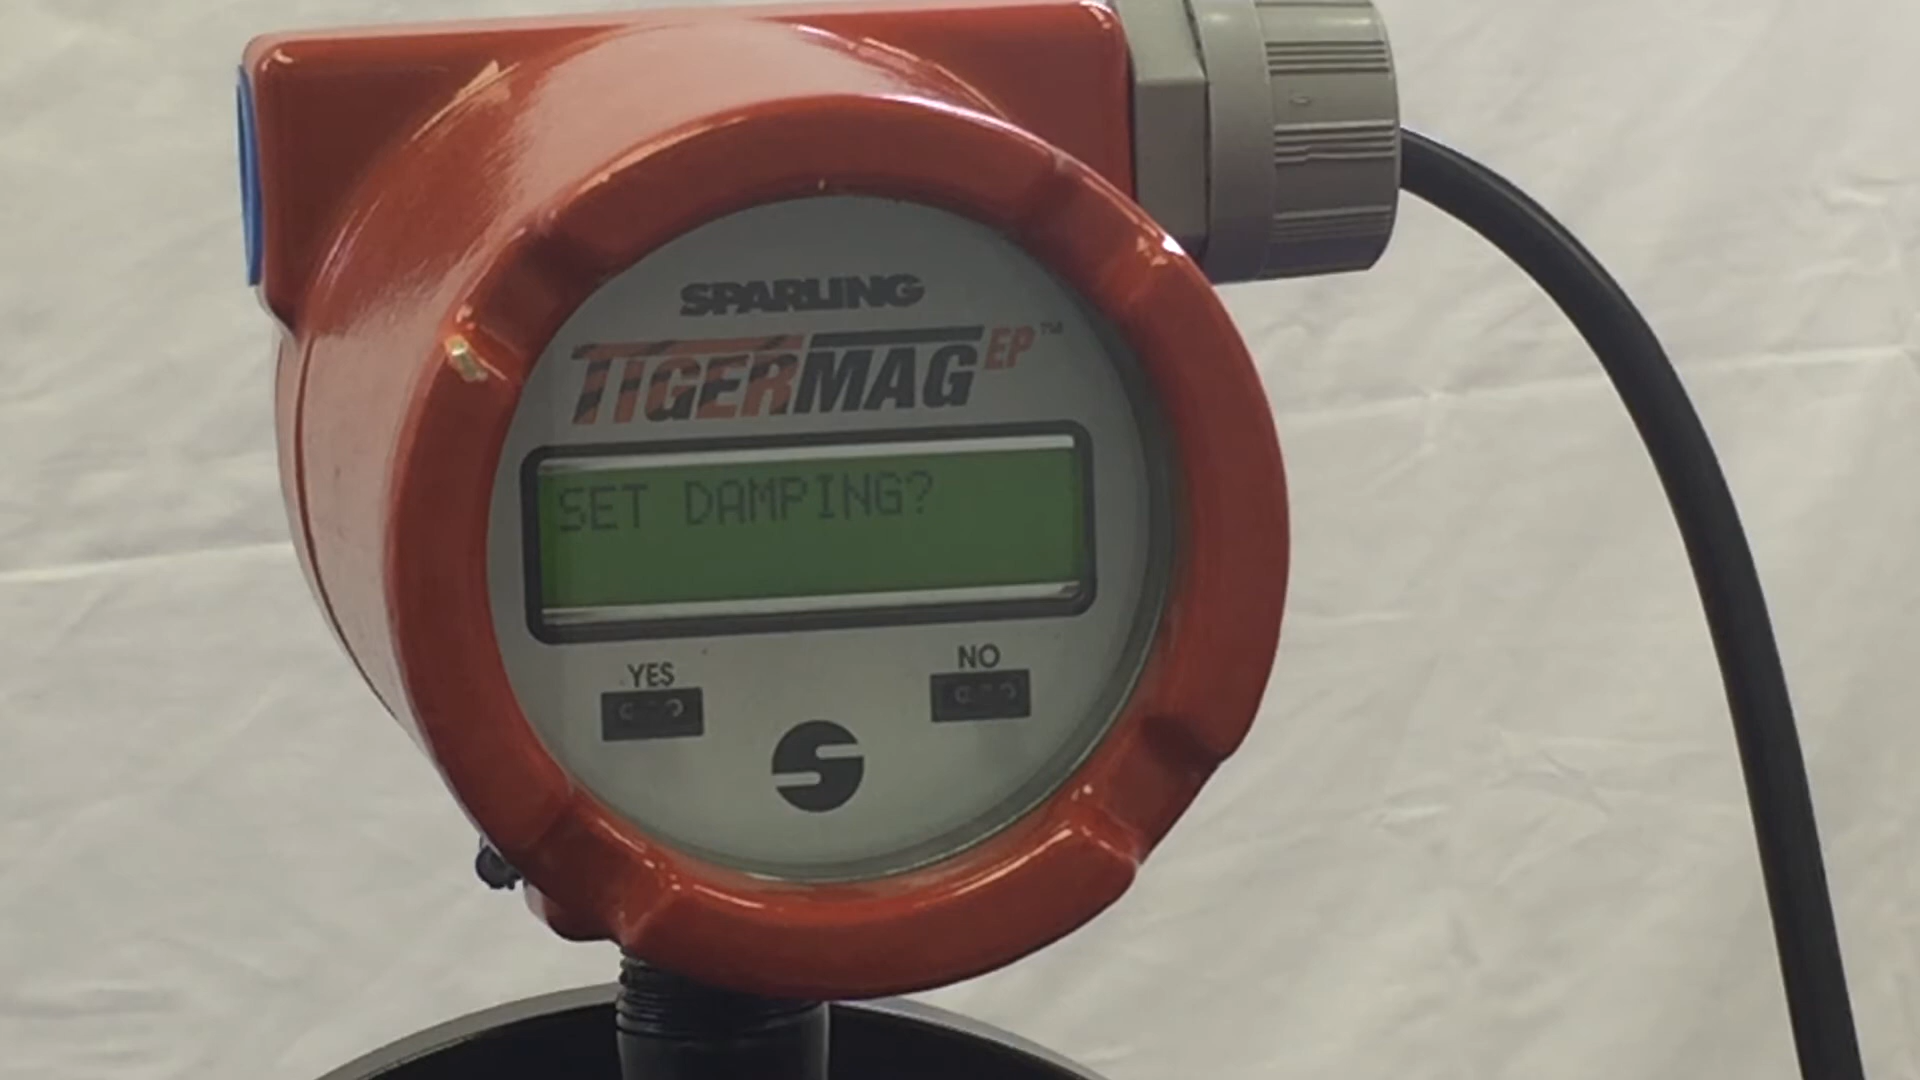 SPARLING
TIGERMAG EP™
SET DAMPING?
YES
NO